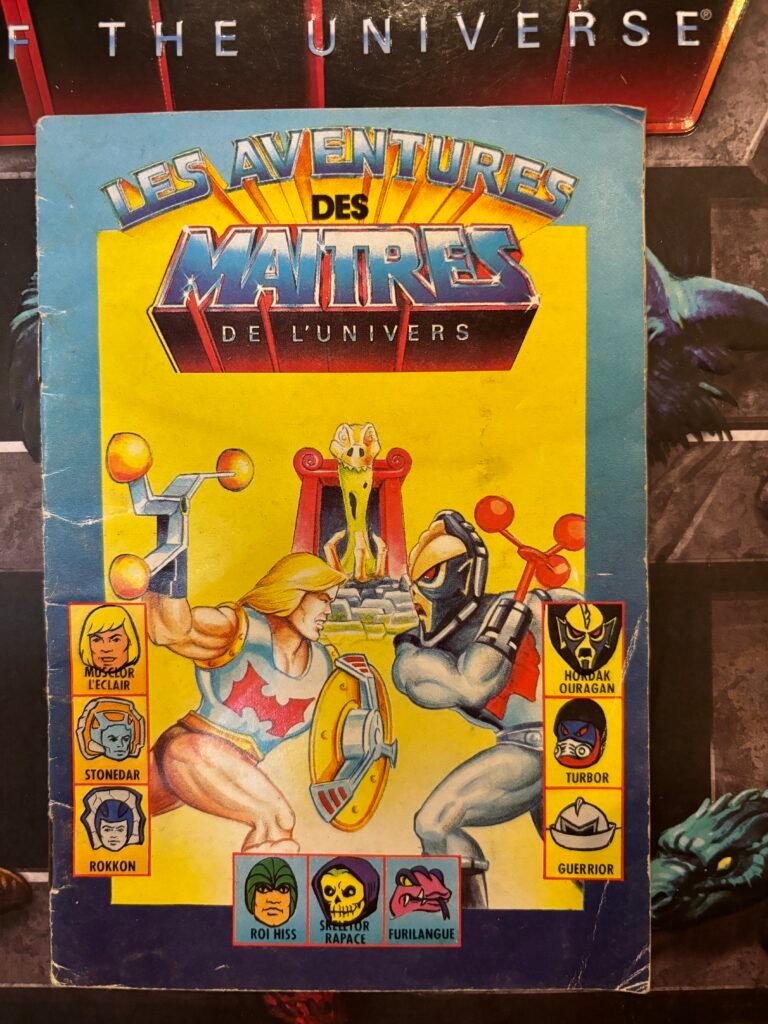 F THE UNIVERSE®
LES AVENTURES
DES
MAITRES
DE L'UNIVERS
MUSCLOR
L'ECLAIR
STONEDAR
ROKKON
HORDAK
OURAGAN
TURBOR
GUERRIOR
ROI HISS
SKELETOR
RAPACE
FURILANGUE